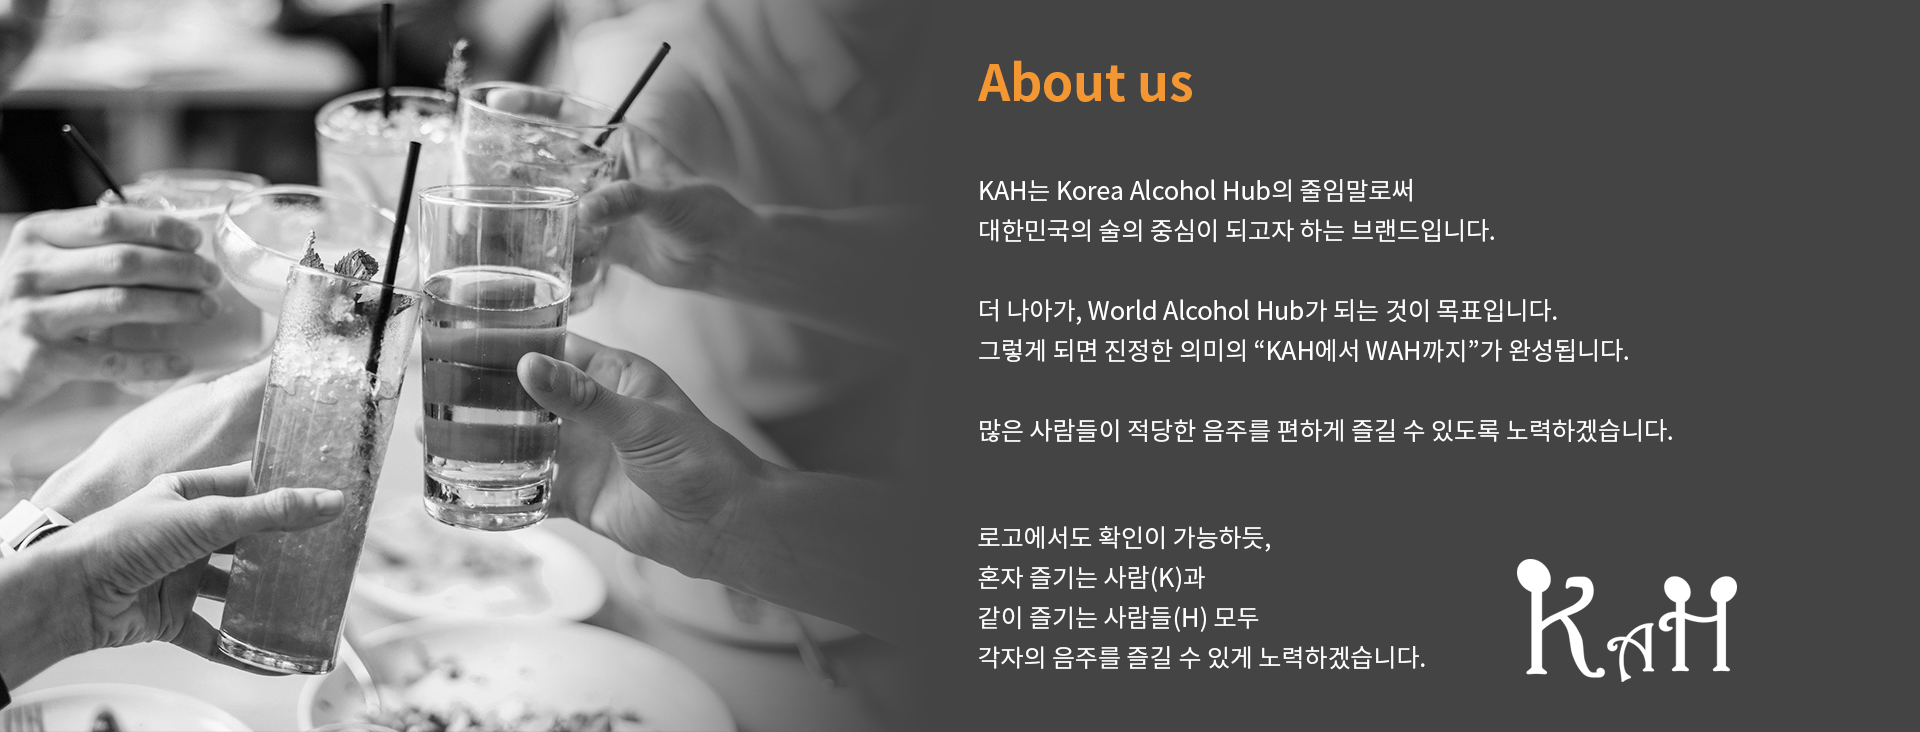 About us
KAH는 Korea Alcohol Hub의 줄임말로써
대한민국의 술의 중심이 되고자 하는 브랜드입니다.
더 나아가, World Alcohol Hub가 되는 것이 목표입니다.
그렇게 되면 진정한 의미의 “KAH에서 WAH까지”가 완성됩니다.
많은 사람들이 적당한 음주를 편하게 즐길 수 있도록 노력하겠습니다.
로고에서도 확인이 가능하듯,
혼자 즐기는 사람(K)과
같이 즐기는 사람들(H) 모두
각자의 음주를 즐길 수 있게 노력하겠습니다.
KAH